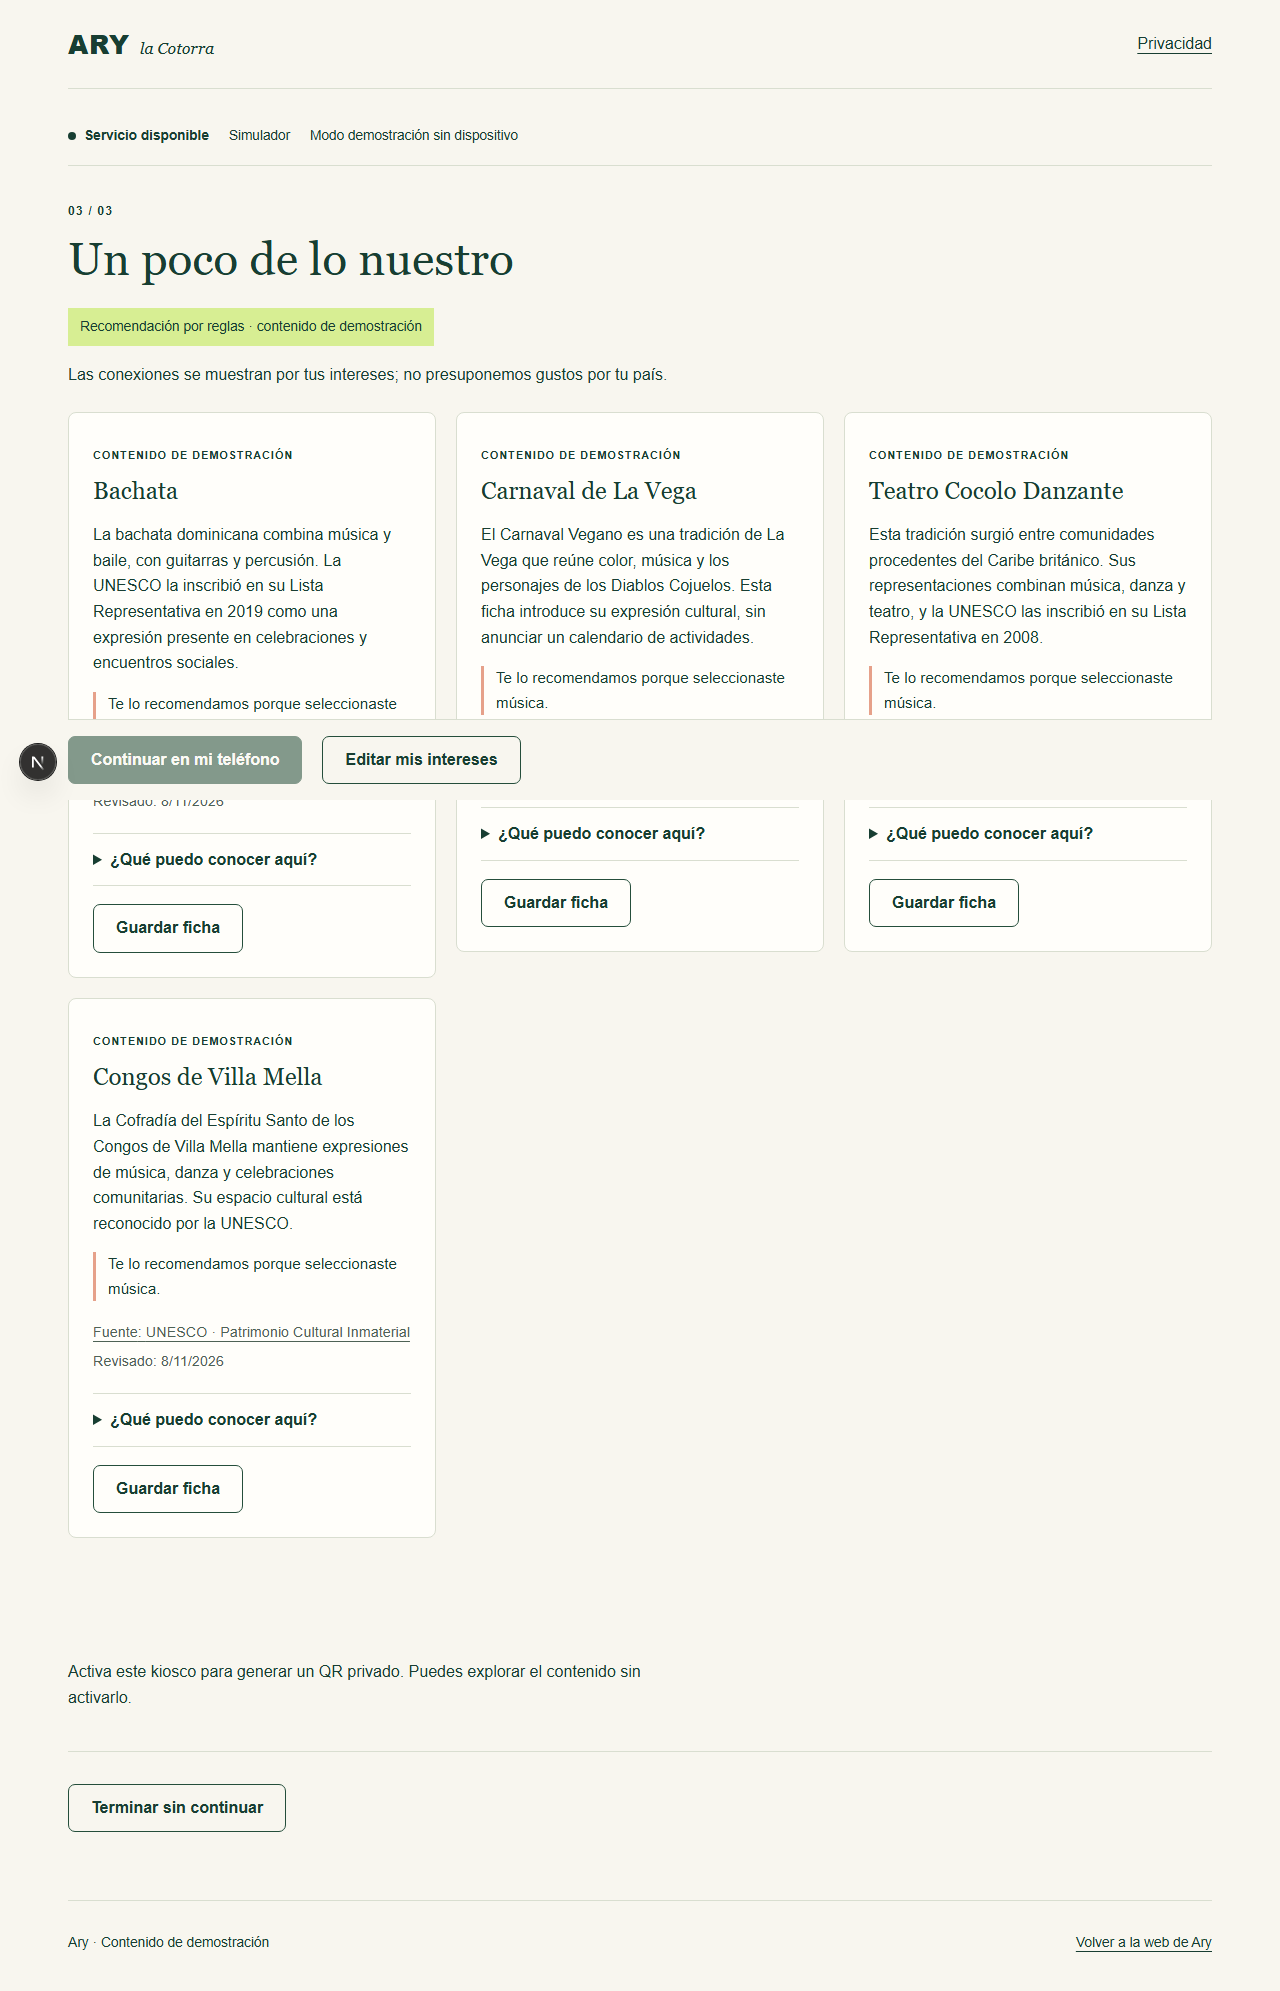 ARY la Cotorra
Privacidad
Servicio disponible Simulador Modo demostración sin dispositivo
03 / 03
Un poco de lo nuestro
Recomendación por reglas · contenido de demostración
Las conexiones se muestran por tus intereses; no presuponemos gustos por tu país.
CONTENIDO DE DEMOSTRACIÓN
Bachata
La bachata dominicana combina música y
baile, con guitarras y percusión. La
UNESCO la inscribió en su Lista
Representativa en 2019 como una
expresión presente en celebraciones y
encuentros sociales.
Te lo recomendamos porque seleccionaste
CONTENIDO DE DEMOSTRACIÓN
Carnaval de La Vega
El Carnaval Vegano es una tradición de La
Vega que reúne color, música y los
personajes de los Diablos Cojuelos. Esta
ficha introduce su expresión cultural, sin
anunciar un calendario de actividades.
Te lo recomendamos porque seleccionaste
música.
CONTENIDO DE DEMOSTRACIÓN
Teatro Cocolo Danzante
Esta tradición surgió entre comunidades
procedentes del Caribe británico. Sus
representaciones combinan música, danza y
teatro, y la UNESCO las inscribió en su Lista
Representativa en 2008.
Te lo recomendamos porque seleccionaste
música.
N
Continuar en mi teléfono
Editar mis intereses
Revisado: 8/11/2026
¿Qué puedo conocer aquí?
Guardar ficha
¿Qué puedo conocer aquí?
Guardar ficha
¿Qué puedo conocer aquí?
Guardar ficha
CONTENIDO DE DEMOSTRACIÓN
Congos de Villa Mella
La Cofradía del Espíritu Santo de los
Congos de Villa Mella mantiene expresiones
de música, danza y celebraciones
comunitarias. Su espacio cultural está
reconocido por la UNESCO.
Te lo recomendamos porque seleccionaste
música.
Fuente: UNESCO · Patrimonio Cultural Inmaterial
Revisado: 8/11/2026
¿Qué puedo conocer aquí?
Guardar ficha
Activa este kiosco para generar un QR privado. Puedes explorar el contenido sin
activarlo.
Terminar sin continuar
Ary · Contenido de demostración
Volver a la web de Ary